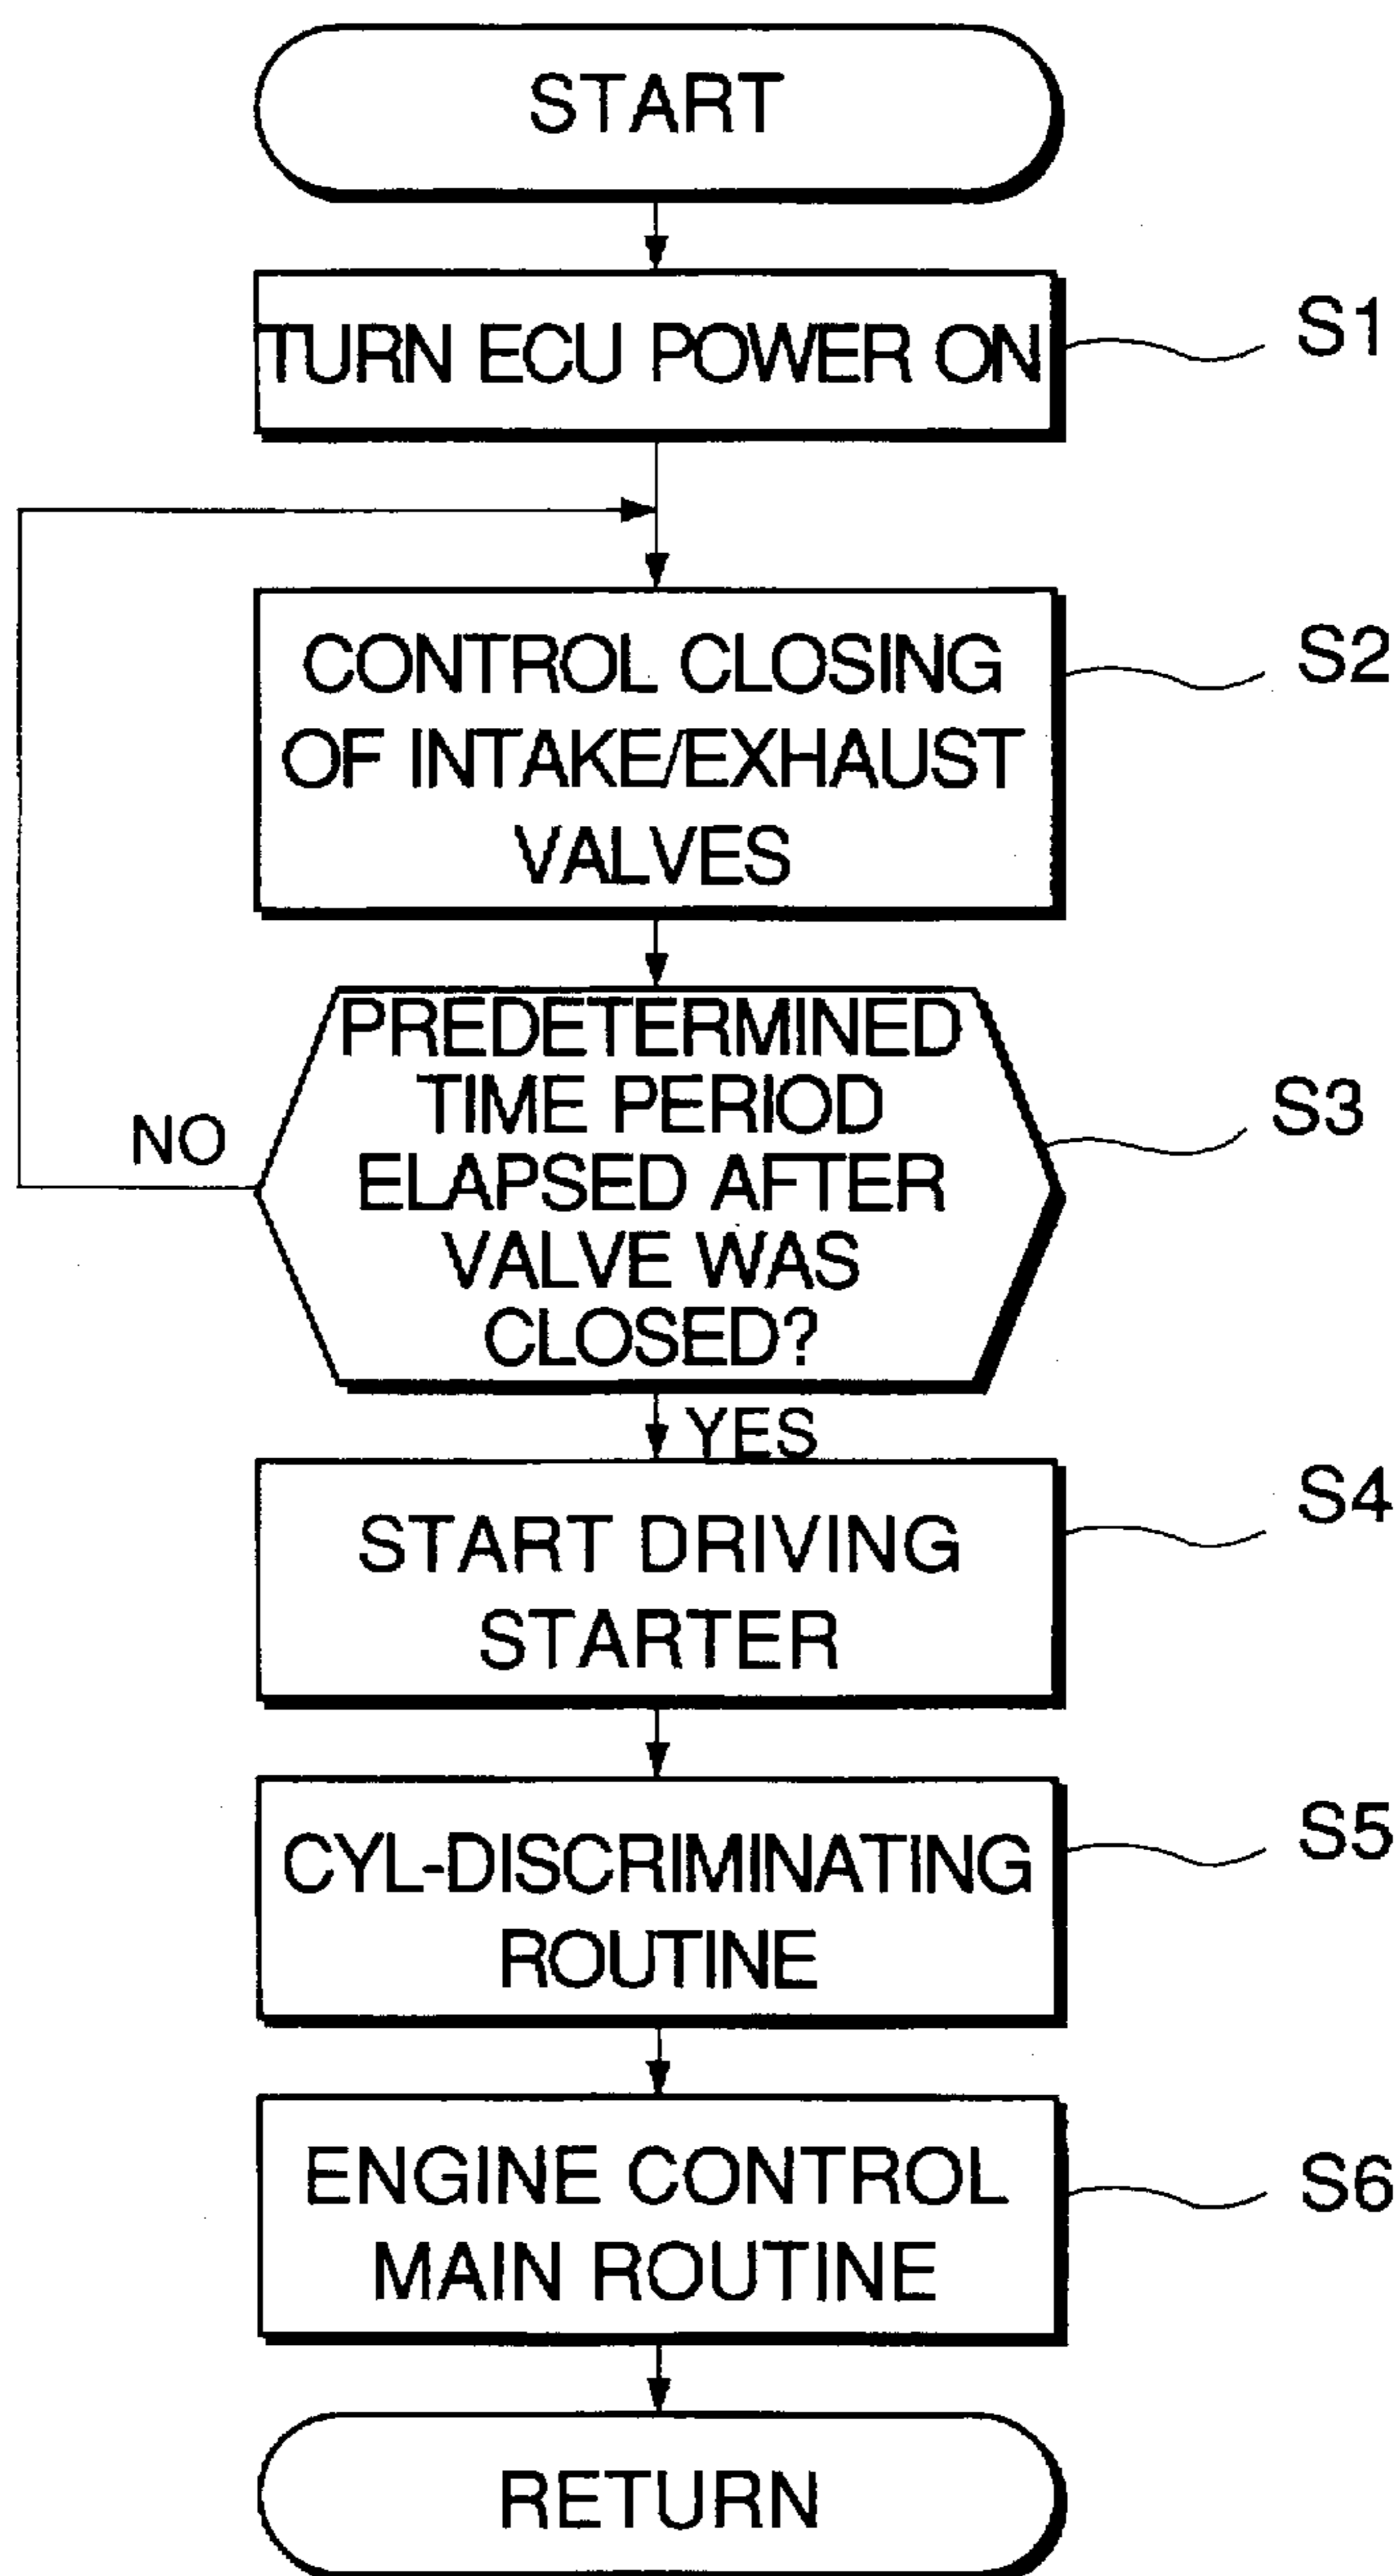 START
TURN ECU POWER ON
S1
CONTROL CLOSING
OF INTAKE/EXHAUST
VALVES
S2
PREDETERMINED
TIME PERIOD
ELAPSED AFTER
VALVE WAS
CLOSED?
S3
NO
YES
START DRIVING
STARTER
S4
CYL-DISCRIMINATING
ROUTINE
S5
ENGINE CONTROL
MAIN ROUTINE
S6
RETURN